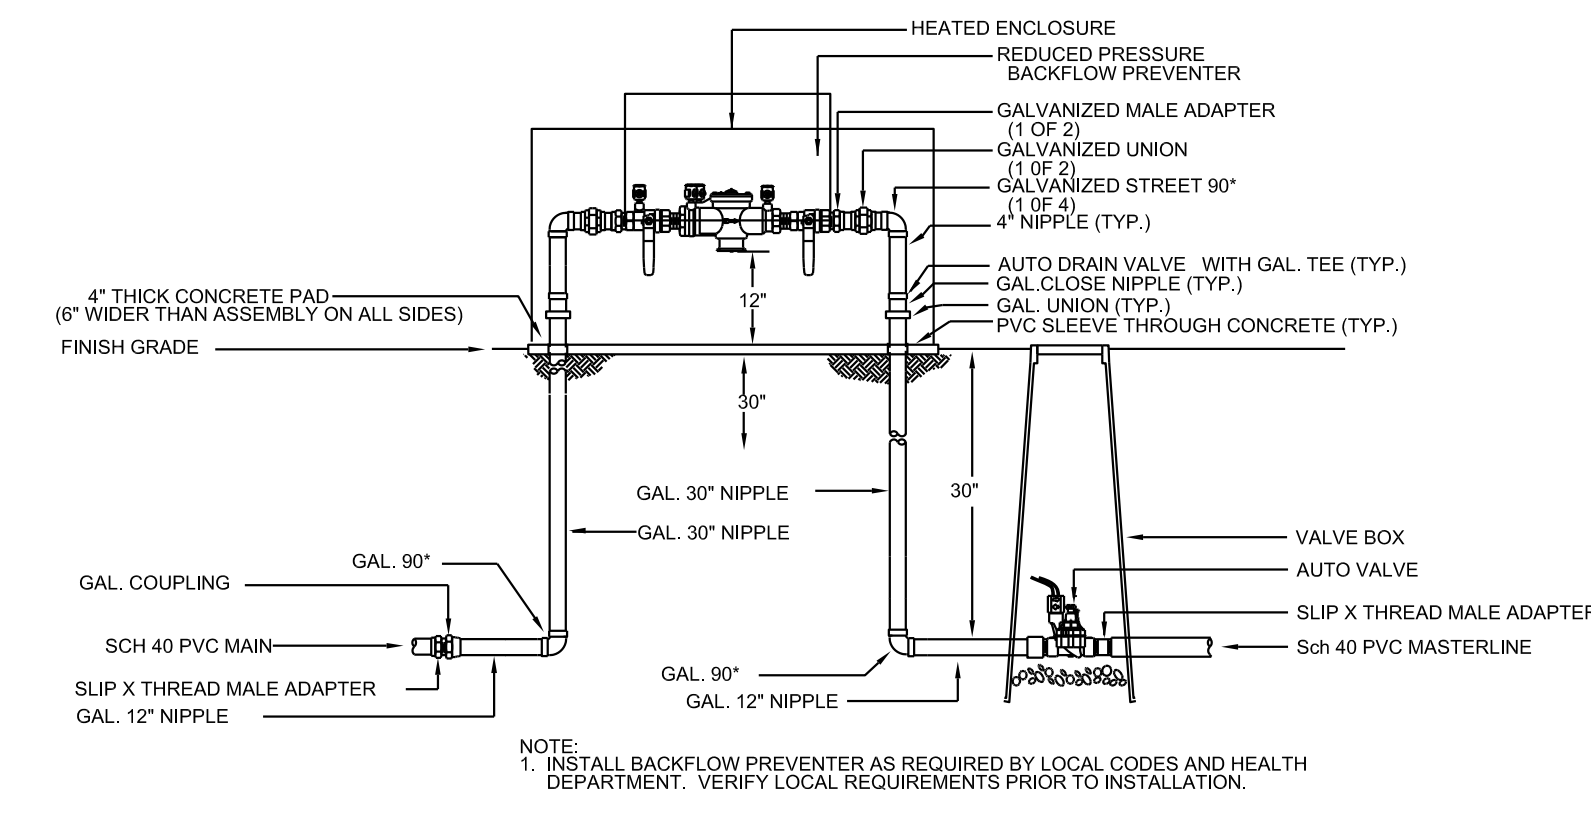 HEATED ENCLOSURE
REDUCED PRESSURE
BACKFLOW PREVENTER
GALVANIZED MALE ADAPTER
(1 OF 2)
GALVANIZED UNION
(1 0F 2)
GALVANIZED STREET 90*
(1 0F 4)
4" NIPPLE (TYP.)
AUTO DRAIN VALVE WITH GAL. TEE (TYP.)
GAL.CLOSE NIPPLE (TYP.)
GAL. UNION (TYP.)
PVC SLEEVE THROUGH CONCRETE (TYP.)
12"
4" THICK CONCRETE PAD
(6" WIDER THAN ASSEMBLY ON ALL SIDES)
FINISH GRADE
30"
30"
GAL. 30" NIPPLE
GAL. 30" NIPPLE
GAL. 90*
GAL. COUPLING
SCH 40 PVC MAIN
SLIP X THREAD MALE ADAPTER
GAL. 12" NIPPLE
VALVE BOX
AUTO VALVE
SLIP X THREAD MALE ADAPTER
Sch 40 PVC MASTERLINE
GAL. 90*
GAL. 12" NIPPLE
NOTE:
1. INSTALL BACKFLOW PREVENTER AS REQUIRED BY LOCAL CODES AND HEALTH
DEPARTMENT. VERIFY LOCAL REQUIREMENTS PRIOR TO INSTALLATION.